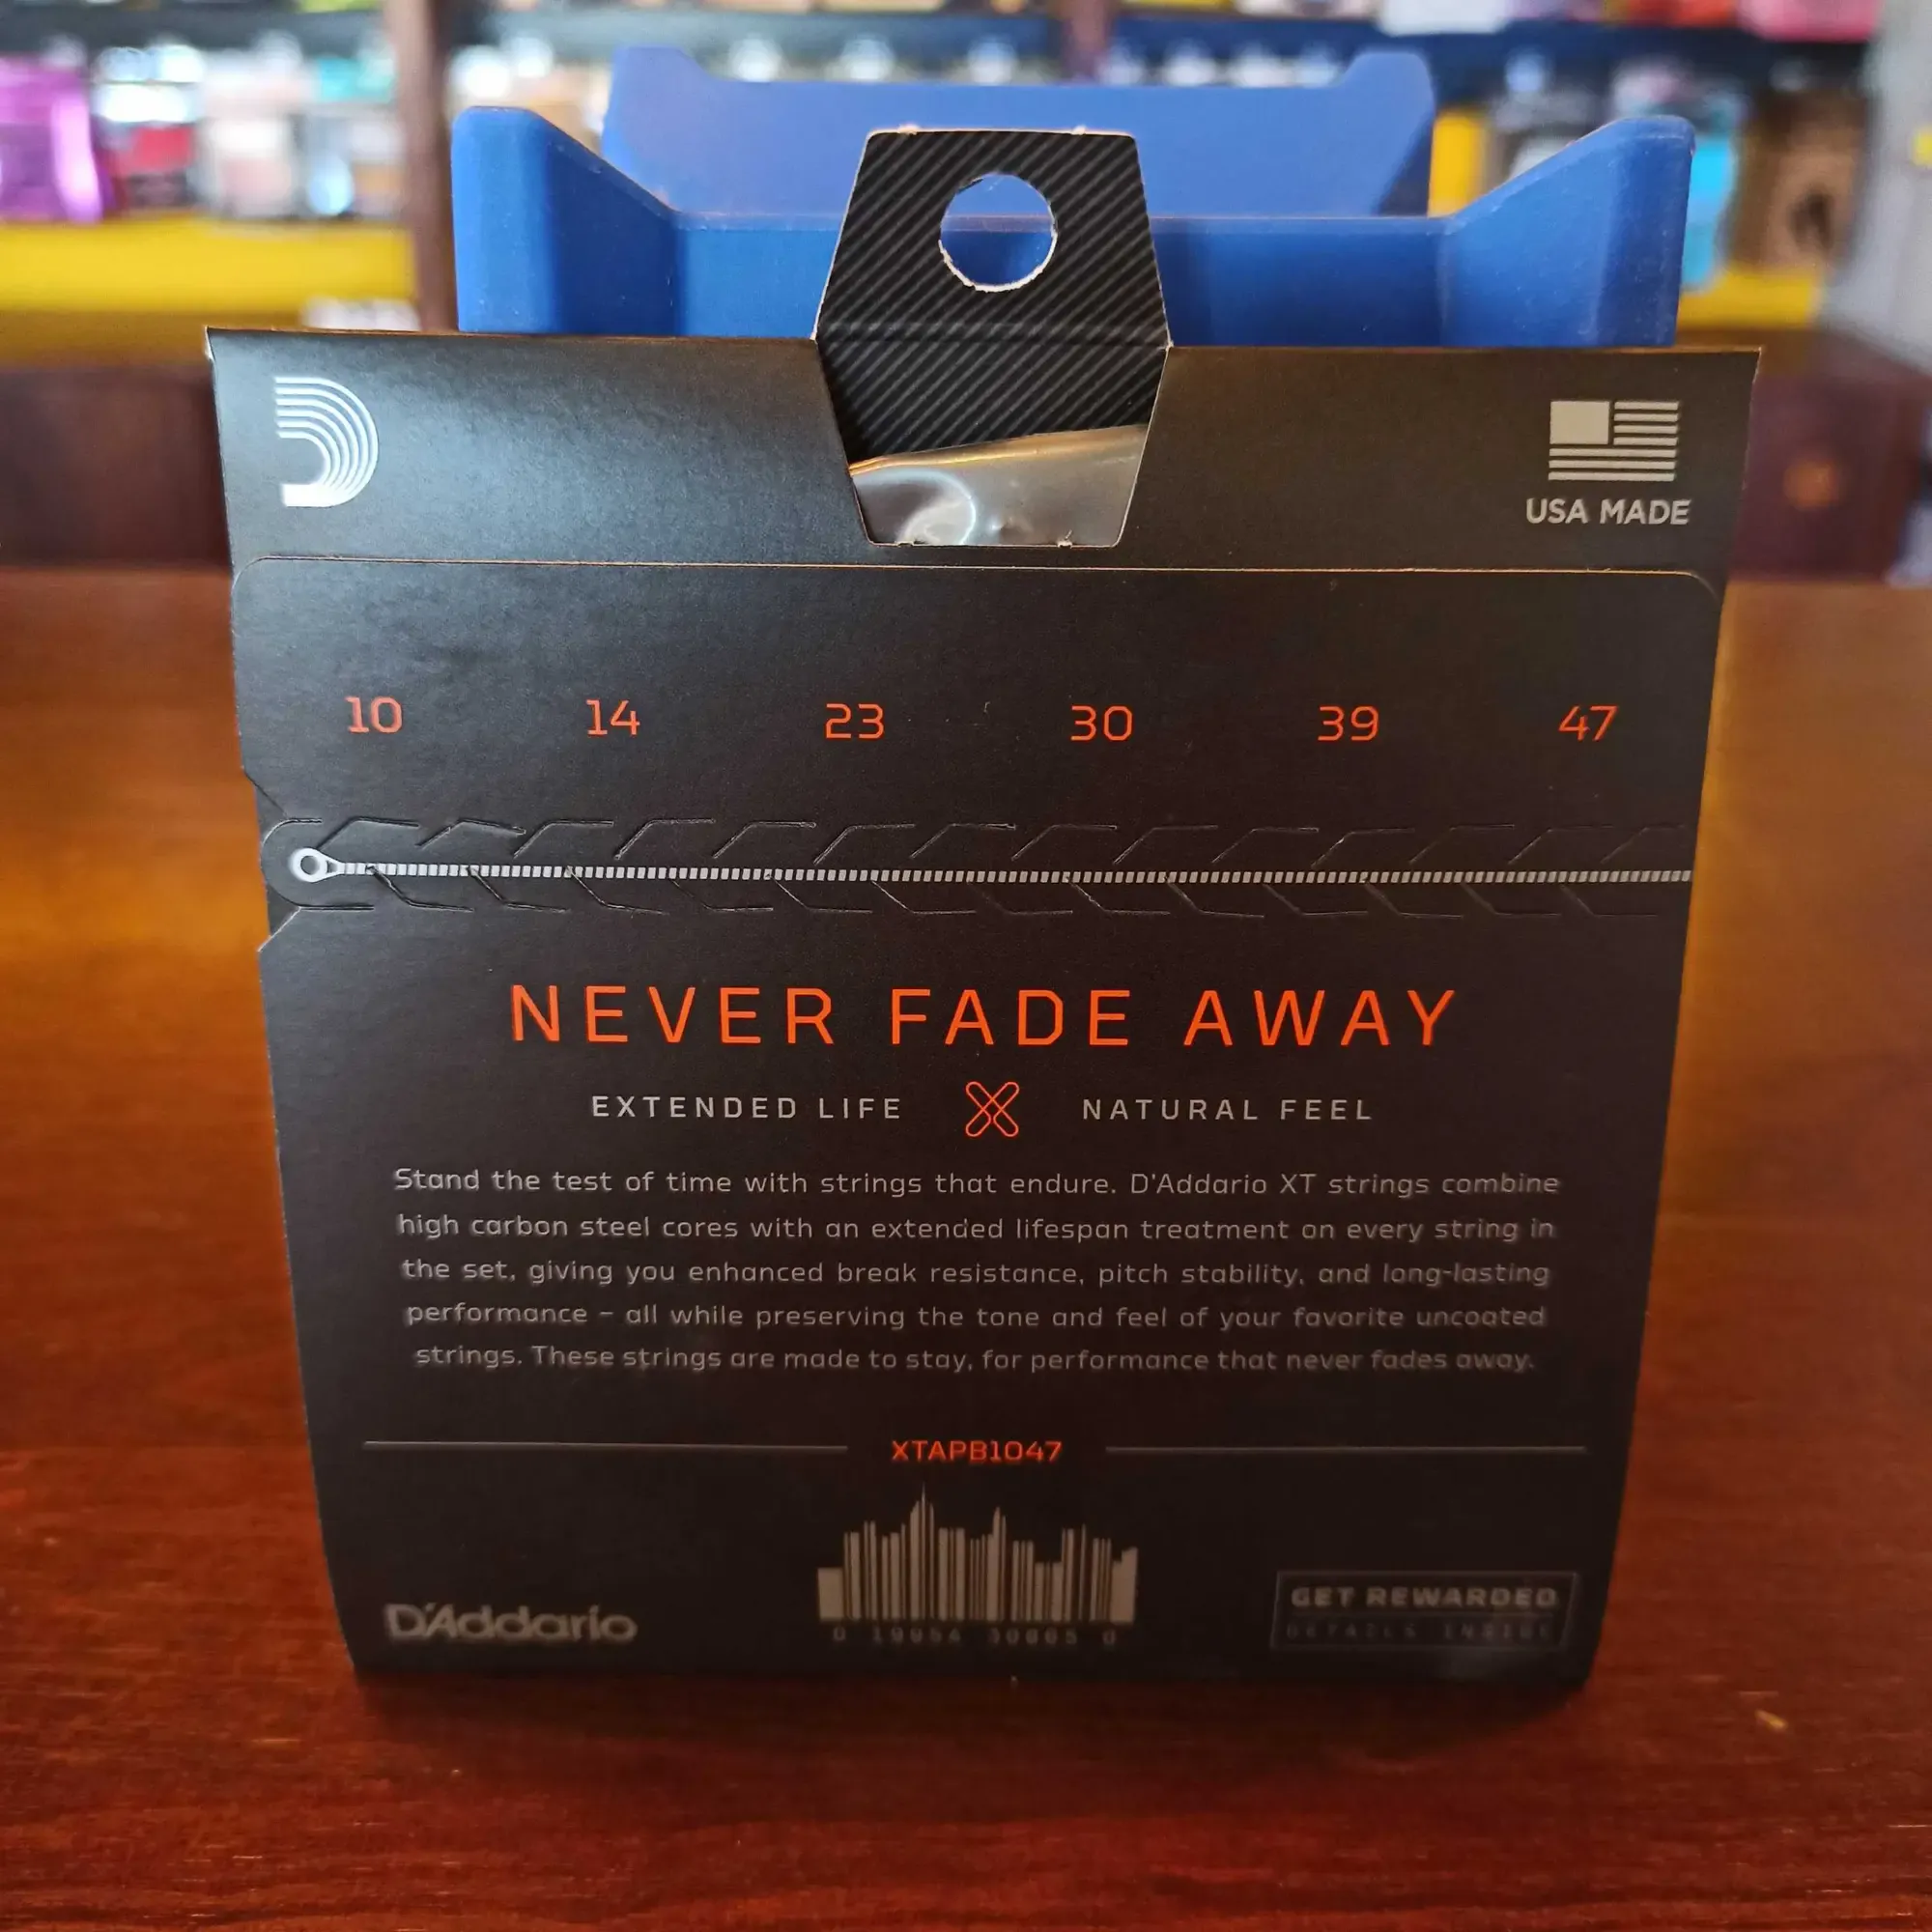 USA MADE
10 14 23 30 39 47
NEVER FADE AWAY
EXTENDED LIFE NATURAL FEEL
Stand the test of time with strings that endure. D'Addario XT strings combine
high carbon steel cores with an extended lifespan treatment on every string in
the set, giving you enhanced break resistance, pitch stability, and long-lasting
performance – all while preserving the tone and feel of your favorite uncoated
strings. These strings are made to stay, for performance that never fades away.
XTAPB1047
D'Addario
GET REWARDED
DETAILS INSIDE